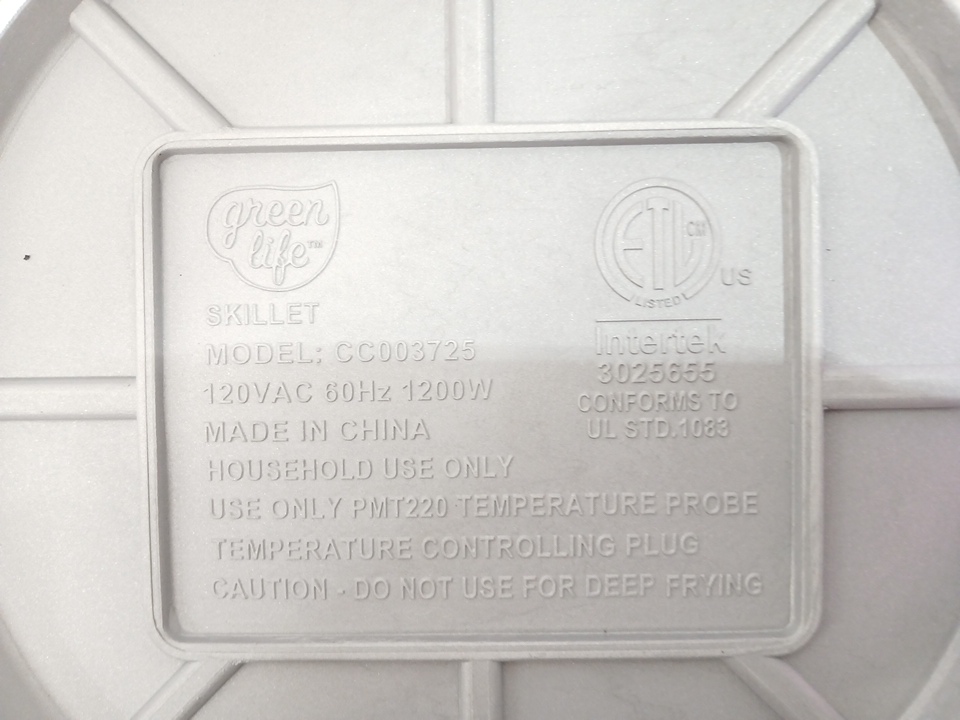 green
life™
SKILLET
MODEL: CC003725
120VAC 60Hz 1200W
MADE IN CHINA
HOUSEHOLD USE ONLY
USE ONLY PMT220 TEMPERATURE PROBE
TEMPERATURE CONTROLLING PLUG
CAUTION - DO NOT USE FOR DEEP FRYING
ETL CM
US
LISTED
Intertek
3025655
CONFORMS TO
UL STD.1083